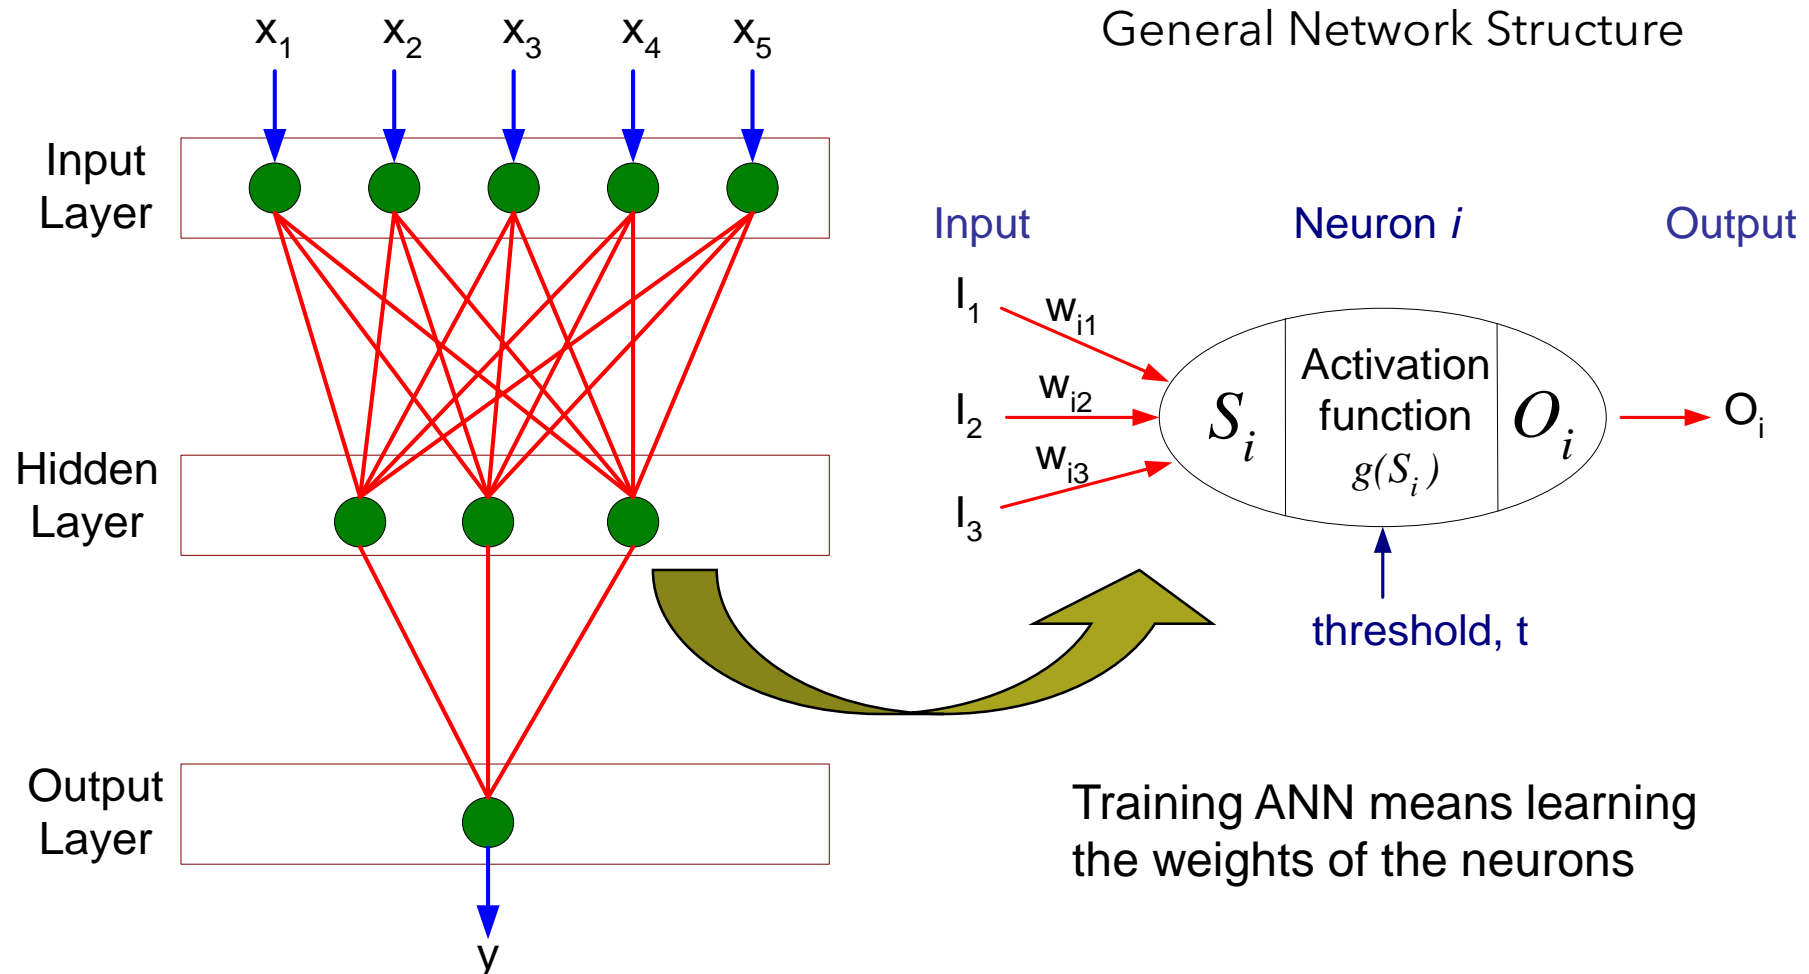 General Network Structure
x1 x2 x3 x4 x5
Input
Layer
Hidden
Layer
Output
Layer
y
Input Neuron i Output
I1
wi1
I2
wi2
I3
wi3
Si
Activation
function
g(Si)
Oi
Oi
threshold, t
Training ANN means learning
the weights of the neurons